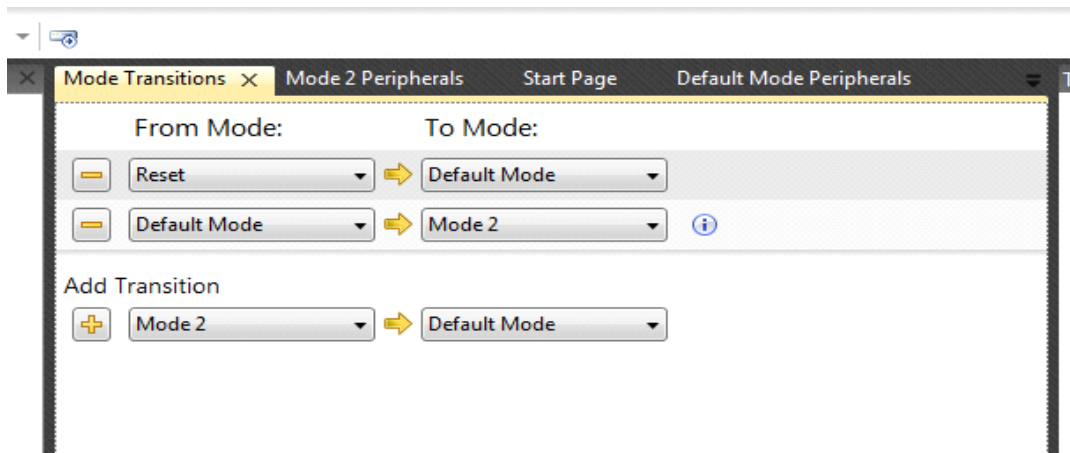 Mode Transitions Mode 2 Peripherals Start Page Default Mode Peripherals
From Mode: To Mode:
Reset Default Mode
Default Mode Mode 2
Add Transition
Mode 2 Default Mode